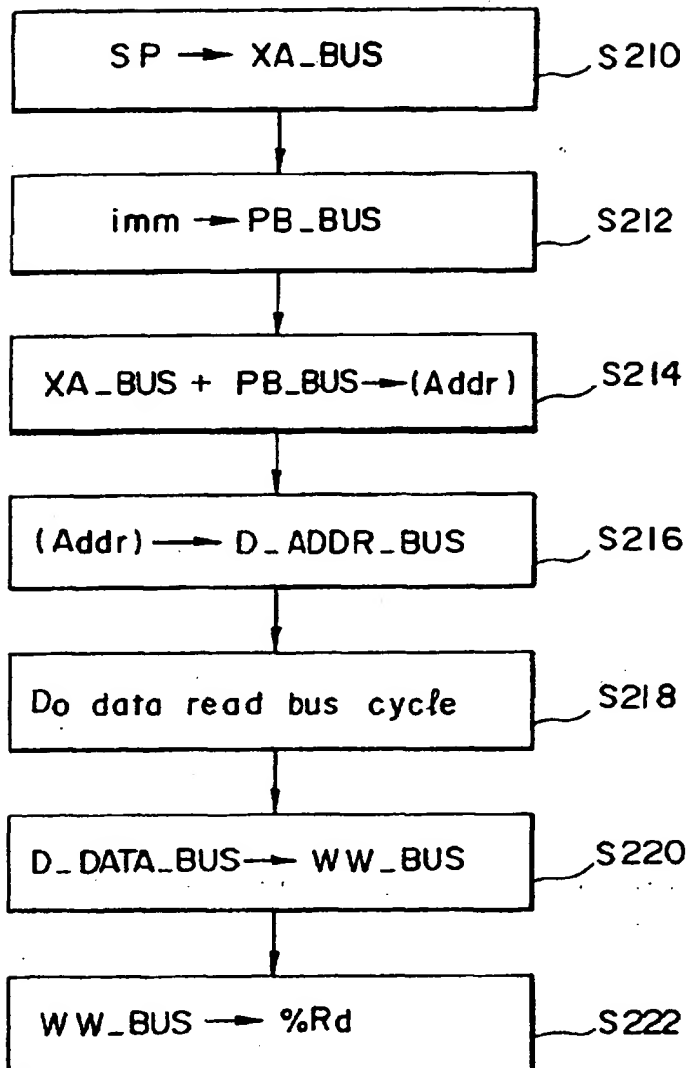 SP → XA_BUS S210
imm → PB_BUS S212
XA_BUS + PB_BUS → (Addr) S214
(Addr) → D_ADDR_BUS S216
Do data read bus cycle S218
D_DATA_BUS → WW_BUS S220
WW_BUS → %Rd S222